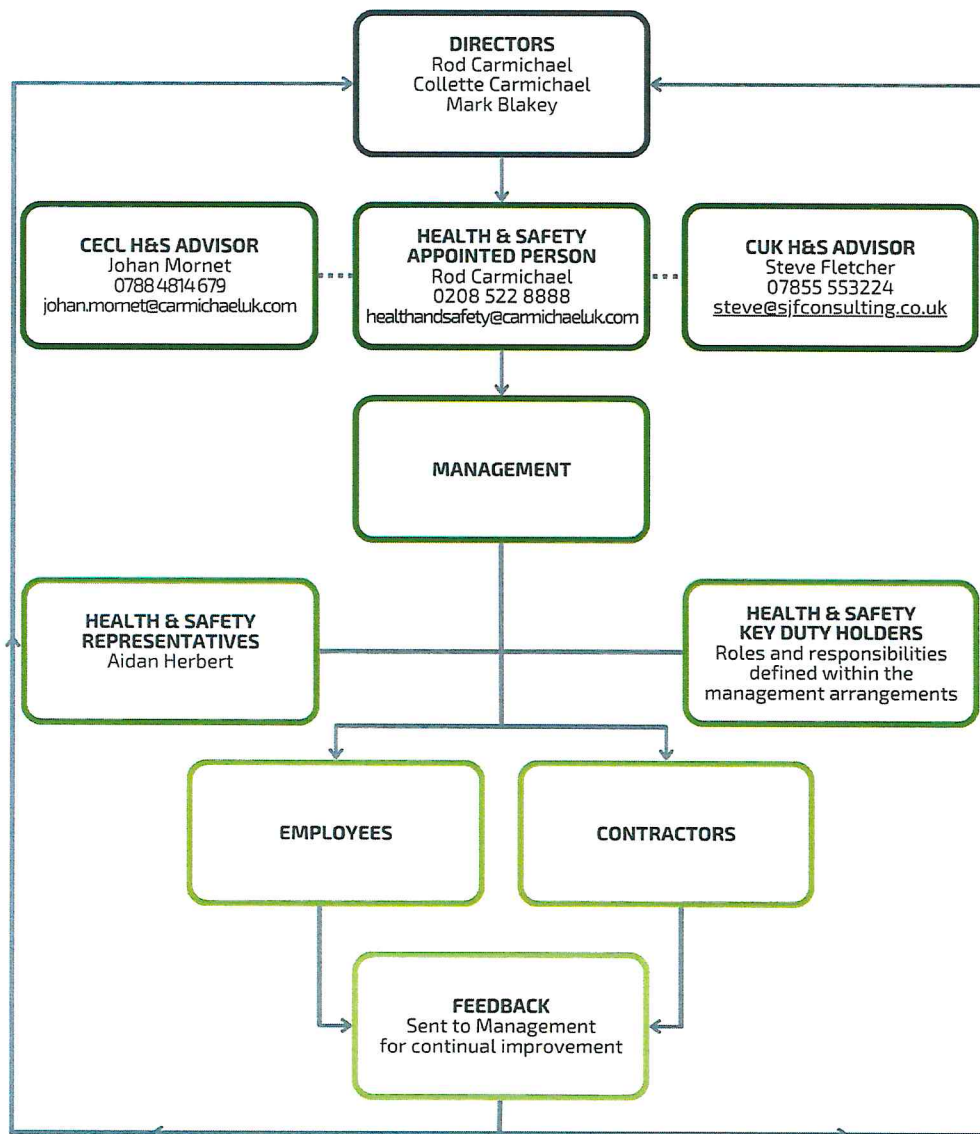 DIRECTORS
Rod Carmichael
Collette Carmichael
Mark Blakey
CECL H&S ADVISOR
Johan Mornet
0788 4814 679
johan.mornet@carmichaeluk.com
HEALTH & SAFETY
APPOINTED PERSON
Rod Carmichael
0208 522 8888
healthandsafety@carmichaeluk.com
CUK H&S ADVISOR
Steve Fletcher
07855 553224
steve@sjfconsulting.co.uk
MANAGEMENT
HEALTH & SAFETY
REPRESENTATIVES
Aidan Herbert
HEALTH & SAFETY
KEY DUTY HOLDERS
Roles and responsibilities
defined within the
management arrangements
EMPLOYEES
CONTRACTORS
FEEDBACK
Sent to Management
for continual improvement